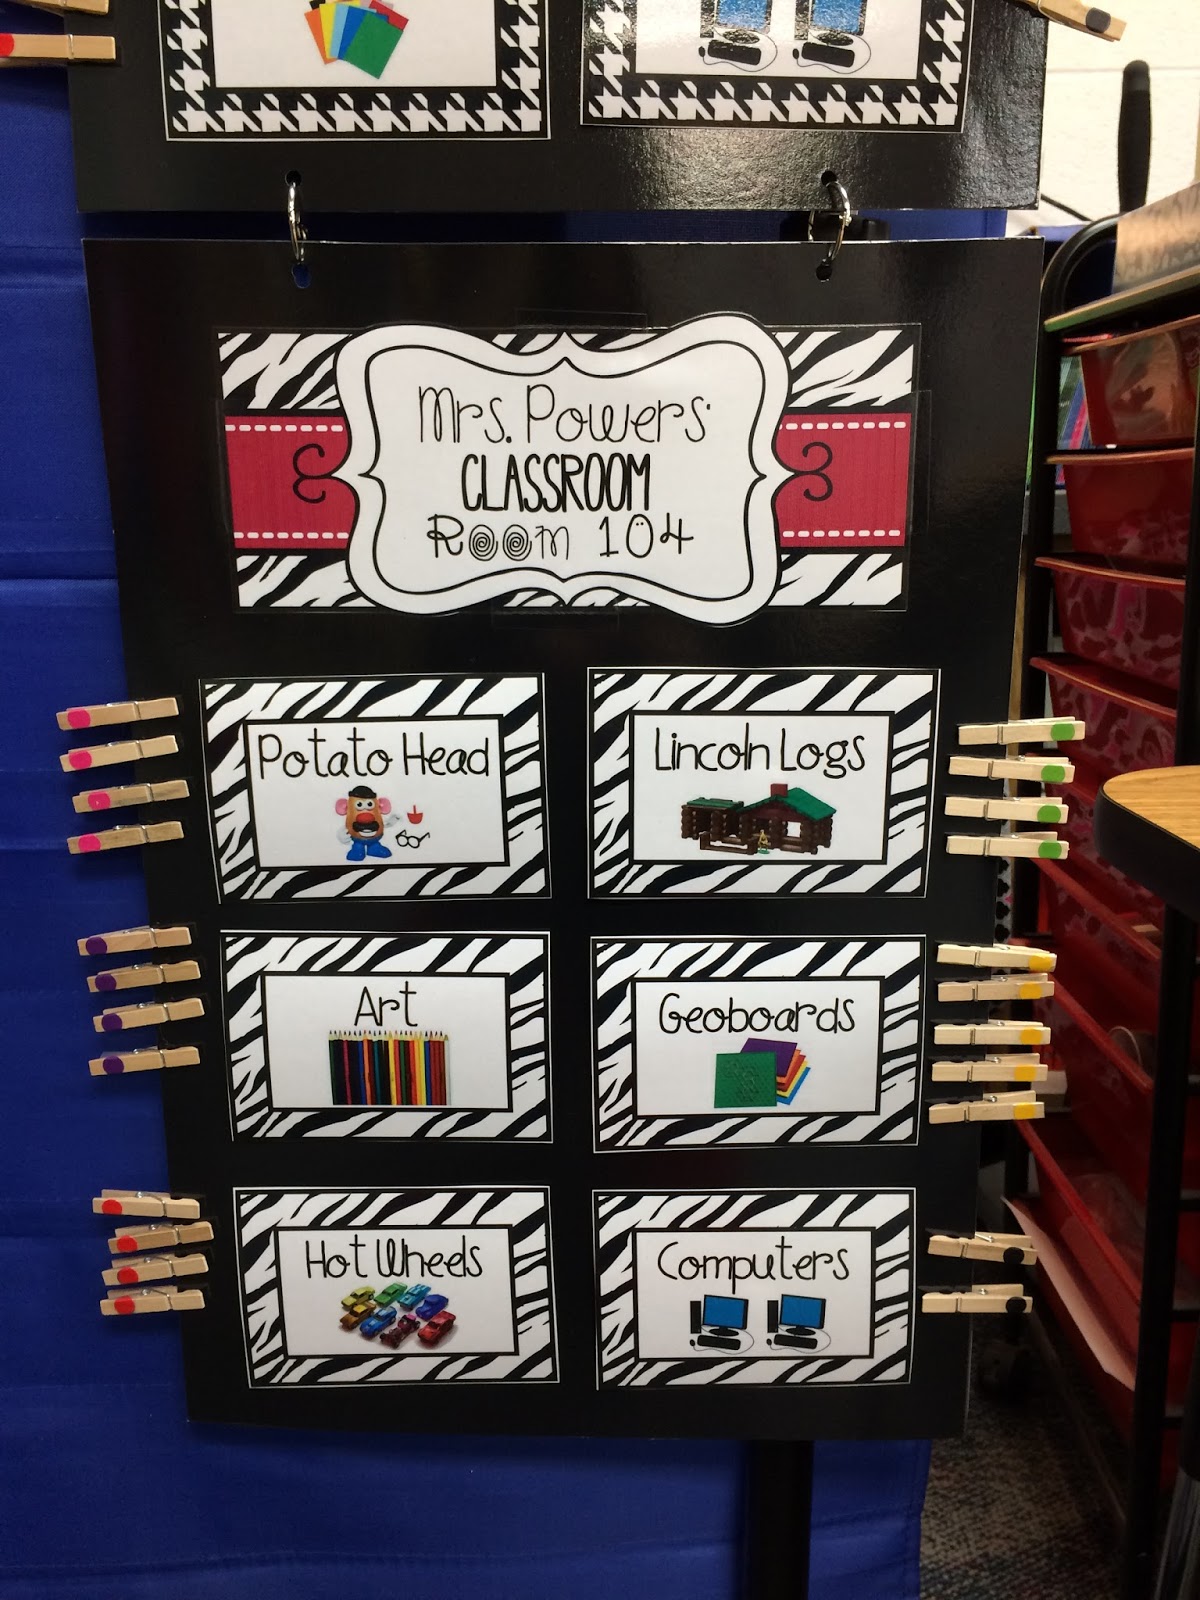 Mrs. Powers'
CLASSROOM
Room 104
Potato Head
Lincoln Logs
Art
Geoboards
Hot Wheels
Computers